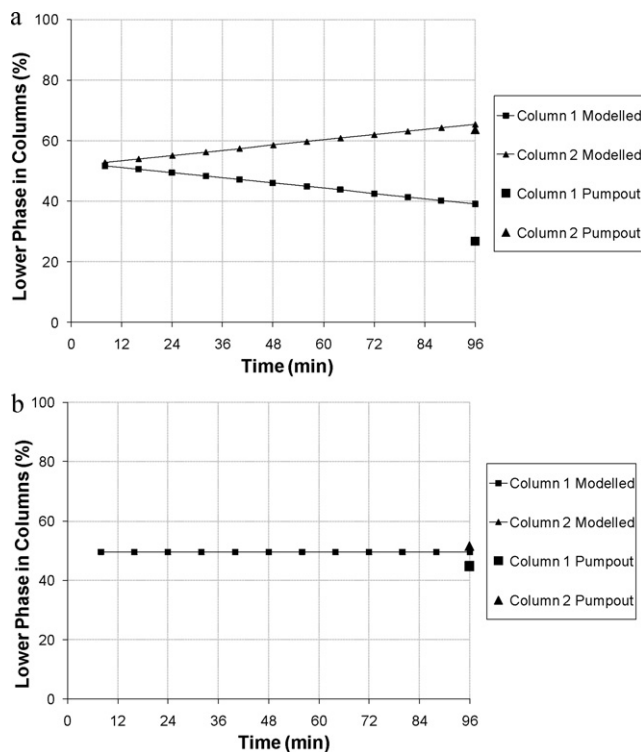 a
100
80
60
40
20
0
Lower Phase in Columns (%)
0 12 24 36 48 60 72 84 96
Time (min)
Column 1 Modelled
Column 2 Modelled
Column 1 Pumpout
Column 2 Pumpout
b
100
80
60
40
20
0
Lower Phase in Columns (%)
0 12 24 36 48 60 72 84 96
Time (min)
Column 1 Modelled
Column 2 Modelled
Column 1 Pumpout
Column 2 Pumpout